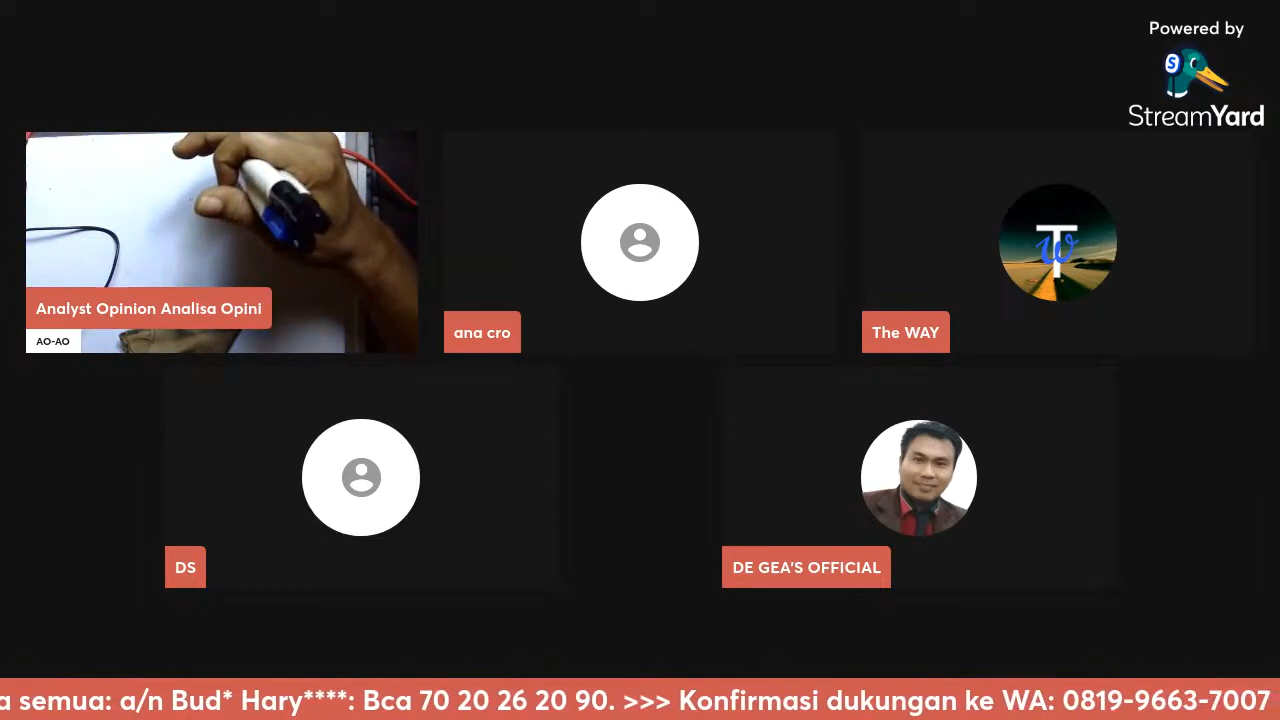 Powered by
StreamYard
Analyst Opinion Analisa Opini
AO-AO
ana cro
T
w
The WAY
DS
DE GEA'S OFFICIAL
a semua: a/n Bud* Hary****: Bca 70 20 26 20 90. >>> Konfirmasi dukungan ke WA: 0819-9663-7007